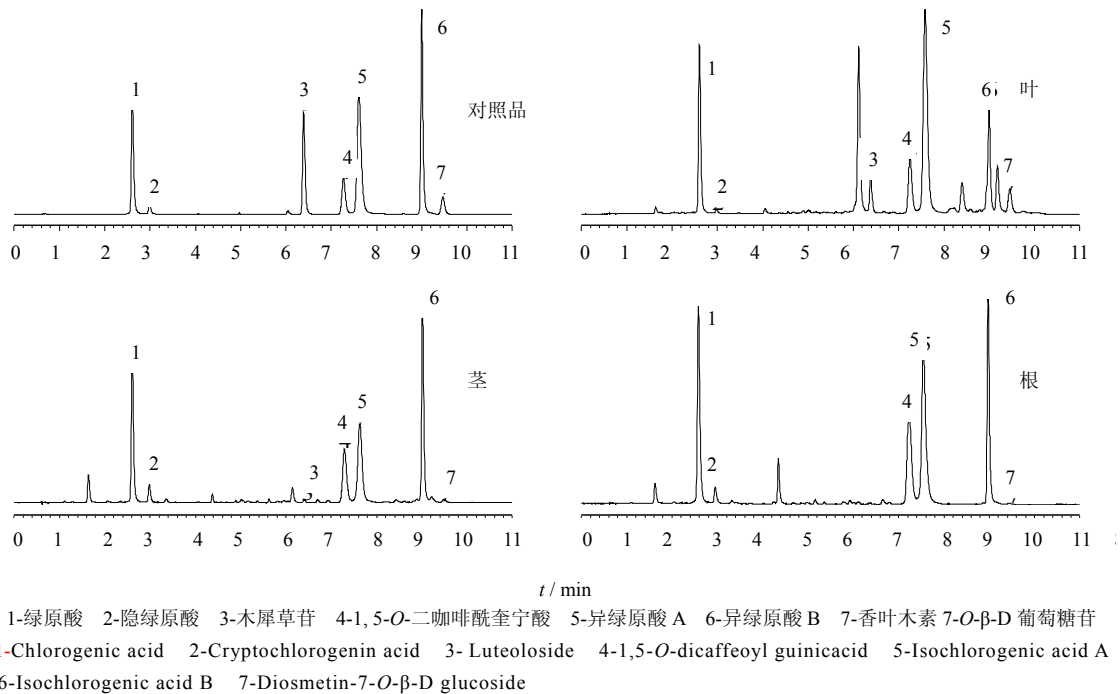 6
1 3 5 对照品
2 4 7
0 1 2 3 4 5 6 7 8 9 10 11
5
1 6 叶
2 3 4 7
0 1 2 3 4 5 6 7 8 9 10 11
6
1 茎
2 3 4 5 7
0 1 2 3 4 5 6 7 8 9 10 11
6
1 5 根
2 4 7
0 1 2 3 4 5 6 7 8 9 10 11
t / min
1-绿原酸 2-隐绿原酸 3-木犀草苷 4-1, 5-O-二咖啡酰奎宁酸 5-异绿原酸 A 6-异绿原酸 B 7-香叶木素 7-O-β-D 葡萄糖苷
1-Chlorogenic acid 2-Cryptochlorogenin acid 3- Luteoloside 4-1,5-O-dicaffeoyl guinicacid 5-Isochlorogenic acid A
6-Isochlorogenic acid B 7-Diosmetin-7-O-β-D glucoside